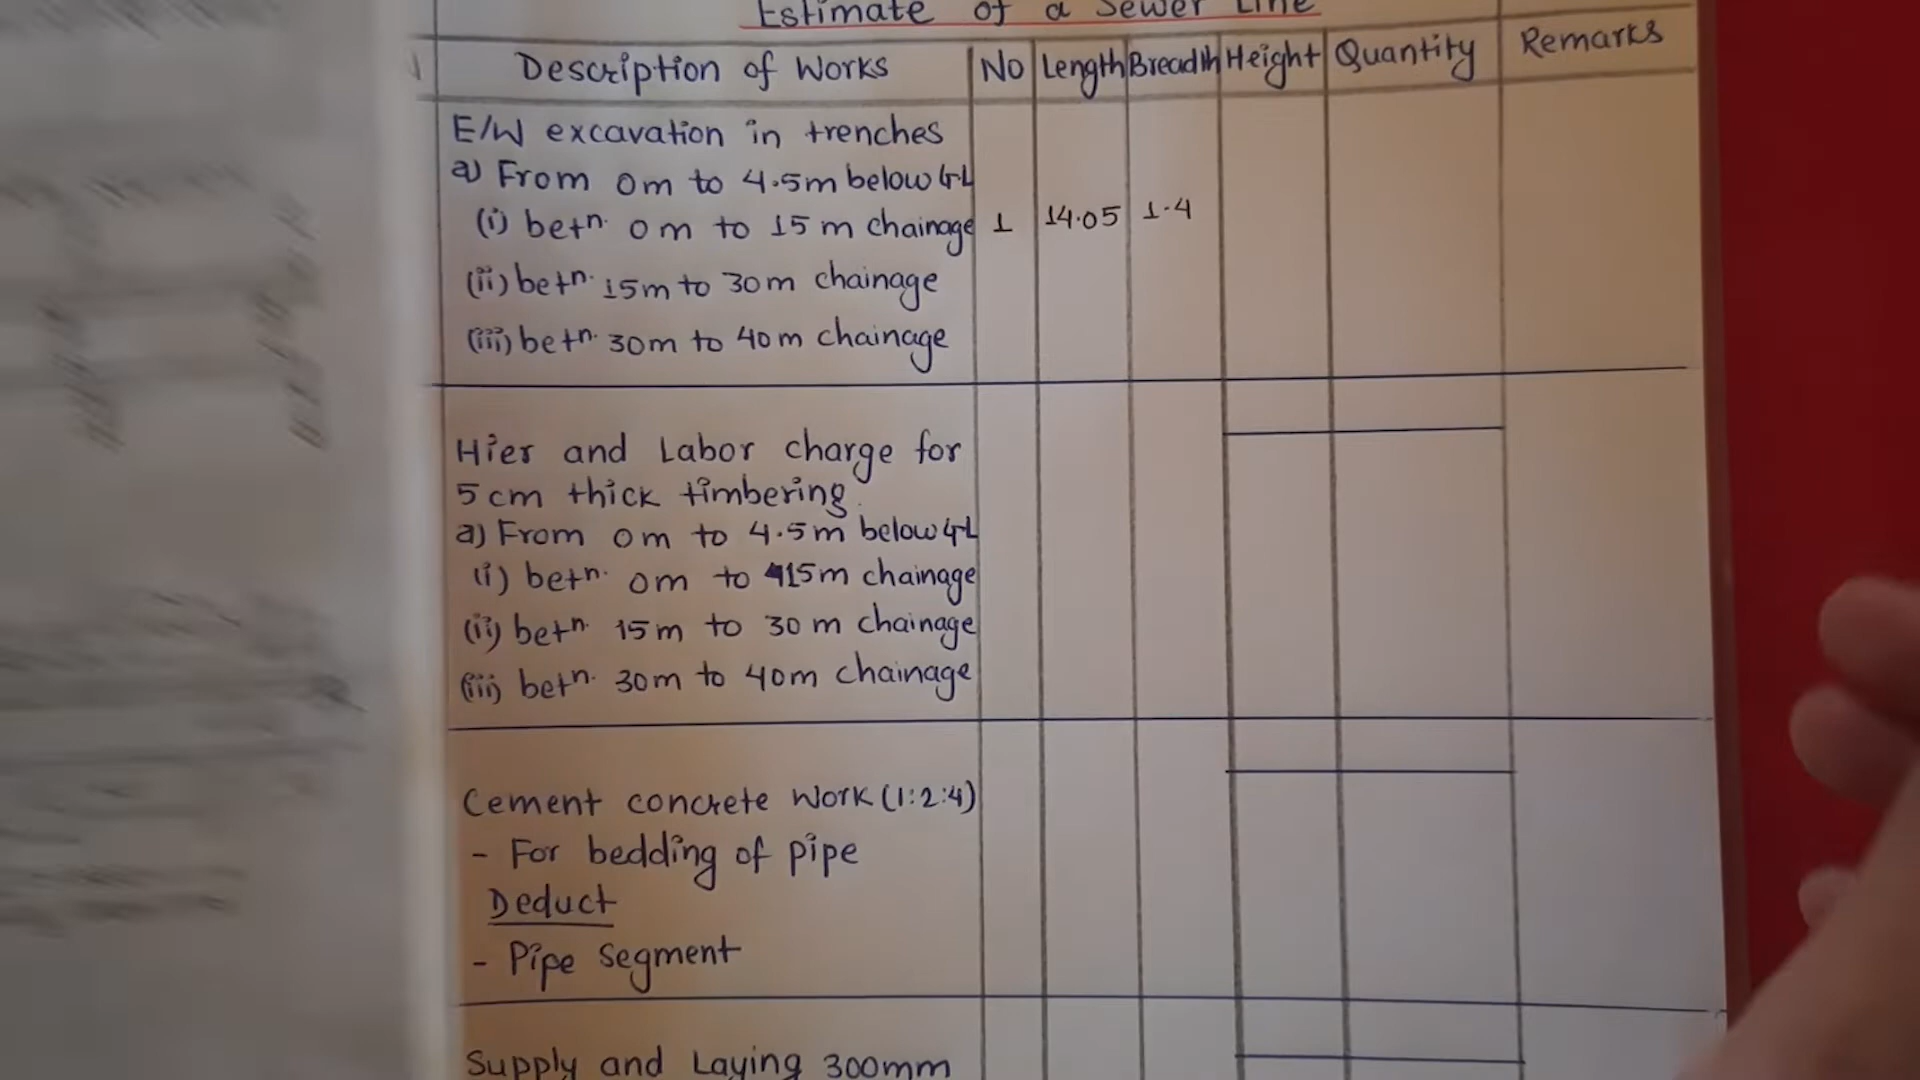 Estimate of a Sewer Line
Description of Works No Length Breadth Height Quantity Remarks
E/W excavation in trenches
a) From 0m to 4.5m below GL
(i) betn. 0m to 15m chainage 1 14.05 1.4
(ii) betn. 15m to 30m chainage
(iii) betn. 30m to 40m chainage
Hier and Labor charge for
5cm thick timbering.
a) From 0m to 4.5m below GL
(i) betn. 0m to 15m chainage
(ii) betn. 15m to 30m chainage
(iii) betn. 30m to 40m chainage
Cement concrete Work (1:2:4)
- For bedding of pipe
Deduct
- Pipe Segment
Supply and Laying 300mm